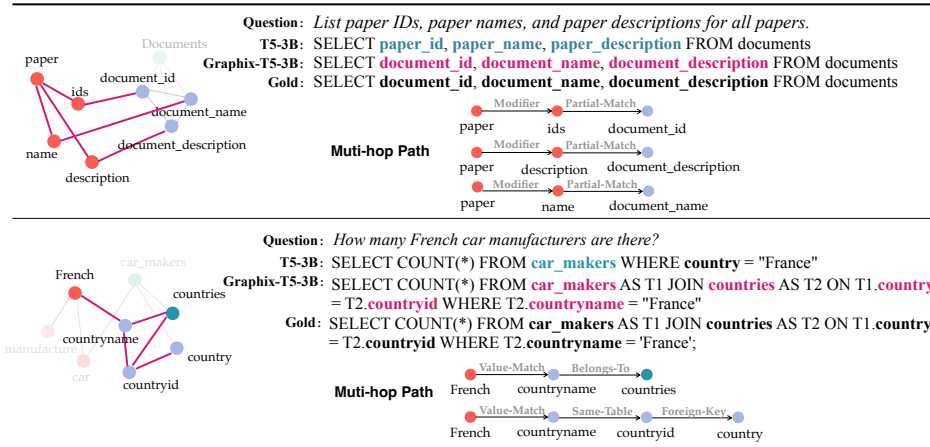 Question: List paper IDs, paper names, and paper descriptions for all papers.
T5-3B: SELECT paper_id, paper_name, paper_description FROM documents
Graphix-T5-3B: SELECT document_id, document_name, document_description FROM documents
Gold: SELECT document_id, document_name, document_description FROM documents
Documents
paper
document_id
ids
document_name
name
document_description
description
Muti-hop Path
Modifier Partial-Match
paper ids document_id
Modifier Partial-Match
paper description document_description
Modifier Partial-Match
paper name document_name
Question: How many French car manufacturers are there?
T5-3B: SELECT COUNT(*) FROM car_makers WHERE country = "France"
Graphix-T5-3B: SELECT COUNT(*) FROM car_makers AS T1 JOIN countries AS T2 ON T1.country
= T2.countryid WHERE T2.countryname = "France"
Gold: SELECT COUNT(*) FROM car_makers AS T1 JOIN countries AS T2 ON T1.country
= T2.countryid WHERE T2.countryname = 'France';
French
car_makers
countries
countryname
manufacture
country
car
countryid
Muti-hop Path
Value-Match Belongs-To
French countryname countries
Value-Match Same-Table Foreign-Key
French countryname countryid country